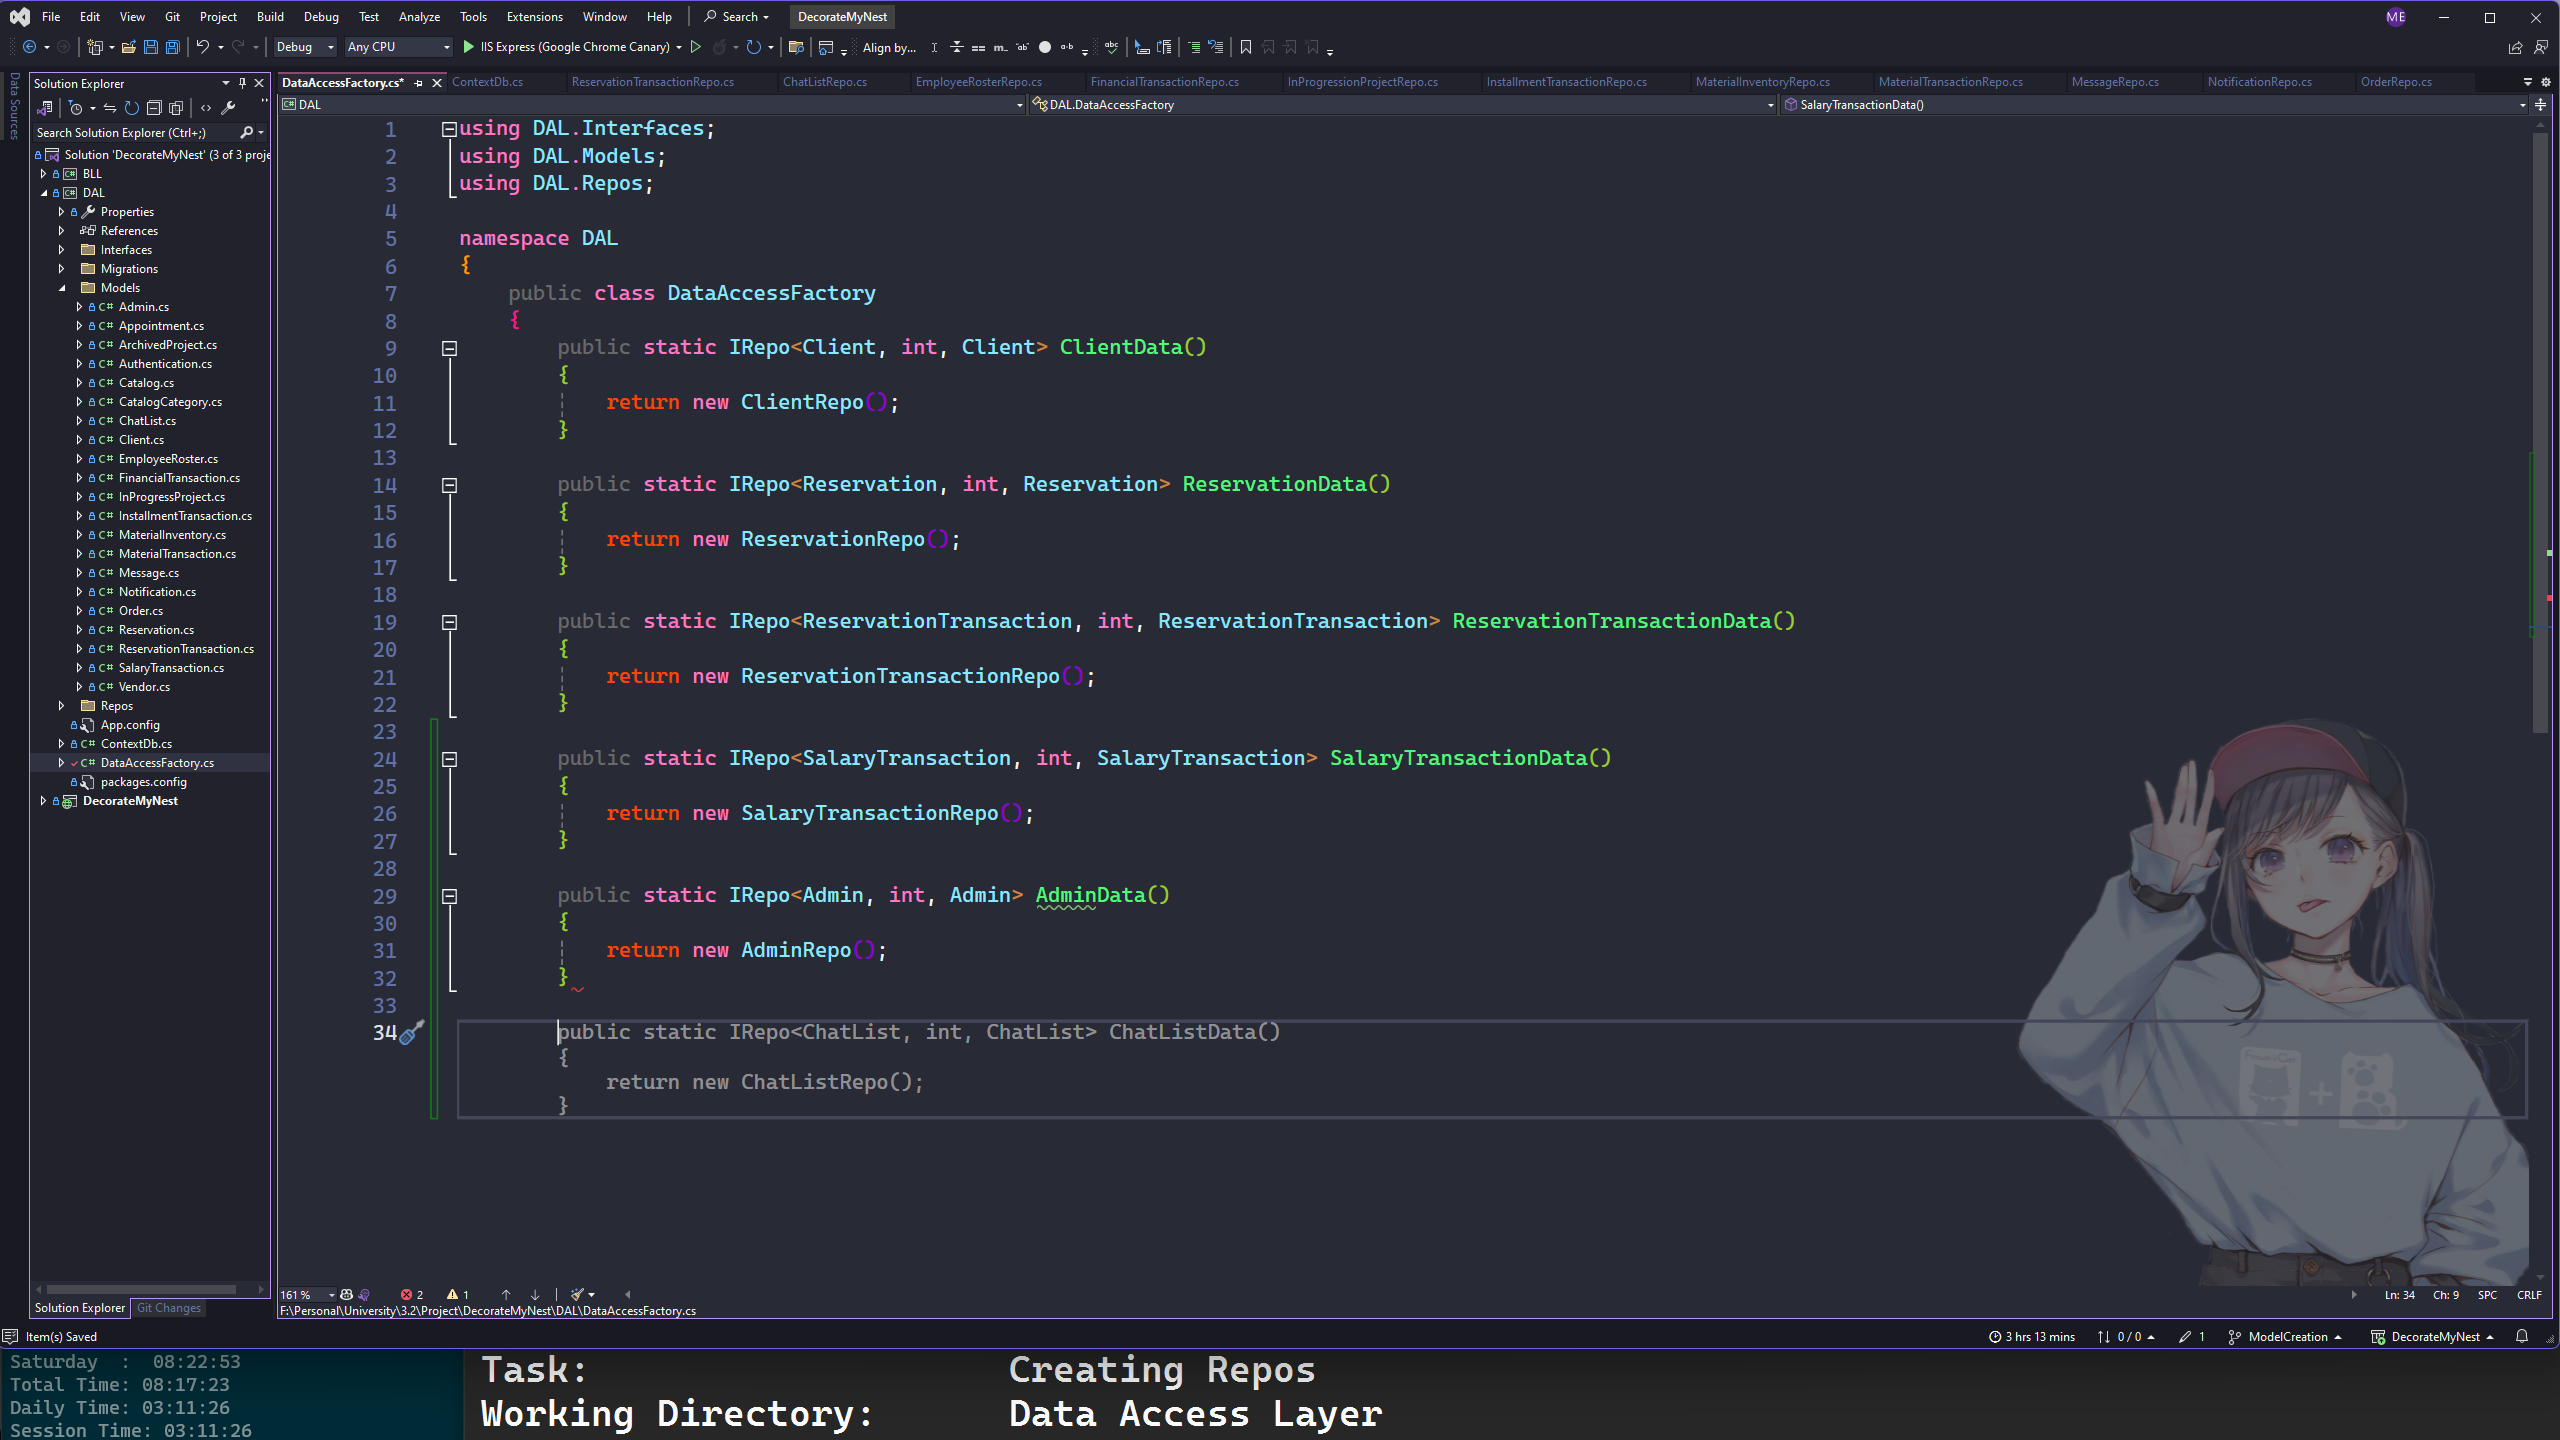 File Edit View Git Project Build Debug Test Analyze Tools Extensions Window Help Search DecorateMyNest ME
Debug Any CPU IIS Express (Google Chrome Canary) Align by...
Data Sources
Solution Explorer
Search Solution Explorer (Ctrl+;)
Solution 'DecorateMyNest' (3 of 3 proje
BLL
DAL
Properties
References
Interfaces
Migrations
Models
C# Admin.cs
C# Appointment.cs
C# ArchivedProject.cs
C# Authentication.cs
C# Catalog.cs
C# CatalogCategory.cs
C# ChatList.cs
C# Client.cs
C# EmployeeRoster.cs
C# FinancialTransaction.cs
C# InProgressProject.cs
C# InstallmentTransaction.cs
C# MaterialInventory.cs
C# MaterialTransaction.cs
C# Message.cs
C# Notification.cs
C# Order.cs
C# Reservation.cs
C# ReservationTransaction.cs
C# SalaryTransaction.cs
C# Vendor.cs
Repos
App.config
C# ContextDb.cs
C# DataAccessFactory.cs
packages.config
DecorateMyNest
Solution Explorer Git Changes
DataAccessFactory.cs* ContextDb.cs ReservationTransactionRepo.cs ChatListRepo.cs EmployeeRosterRepo.cs FinancialTransactionRepo.cs InProgressionProjectRepo.cs InstallmentTransactionRepo.cs MaterialInventoryRepo.cs MaterialTransactionRepo.cs MessageRepo.cs NotificationRepo.cs OrderRepo.cs
DAL DAL.DataAccessFactory SalaryTransactionData()
1 using DAL.Interfaces;
2 using DAL.Models;
3 using DAL.Repos;
4
5 namespace DAL
6 {
7 public class DataAccessFactory
8 {
9 public static IRepo<Client, int, Client> ClientData()
10 {
11 return new ClientRepo();
12 }
13
14 public static IRepo<Reservation, int, Reservation> ReservationData()
15 {
16 return new ReservationRepo();
17 }
18
19 public static IRepo<ReservationTransaction, int, ReservationTransaction> ReservationTransactionData()
20 {
21 return new ReservationTransactionRepo();
22 }
23
24 public static IRepo<SalaryTransaction, int, SalaryTransaction> SalaryTransactionData()
25 {
26 return new SalaryTransactionRepo();
27 }
28
29 public static IRepo<Admin, int, Admin> AdminData()
30 {
31 return new AdminRepo();
32 }
33
34 public static IRepo<ChatList, int, ChatList> ChatListData()
{
return new ChatListRepo();
}
161 % 2 1 Ln: 34 Ch: 9 SPC CRLF
F:\Personal\University\3.2\Project\DecorateMyNest\DAL\DataAccessFactory.cs
Item(s) Saved 3 hrs 13 mins 0 / 0 1 ModelCreation DecorateMyNest
Saturday : 08:22:53
Total Time: 08:17:23
Daily Time: 03:11:26
Session Time: 03:11:26
Task: Creating Repos
Working Directory: Data Access Layer